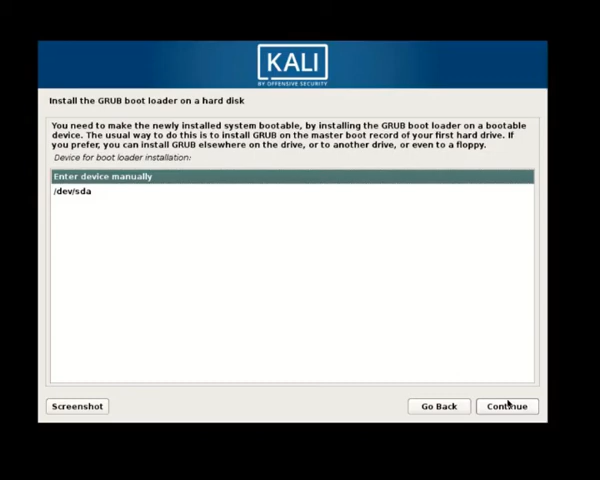 KALI
BY OFFENSIVE SECURITY
Install the GRUB boot loader on a hard disk
You need to make the newly installed system bootable, by installing the GRUB boot loader on a bootable
device. The usual way to do this is to install GRUB on the master boot record of your first hard drive. If
you prefer, you can install GRUB elsewhere on the drive, or to another drive, or even to a floppy.
Device for boot loader installation:
Enter device manually
/dev/sda
Screenshot
Go Back
Continue